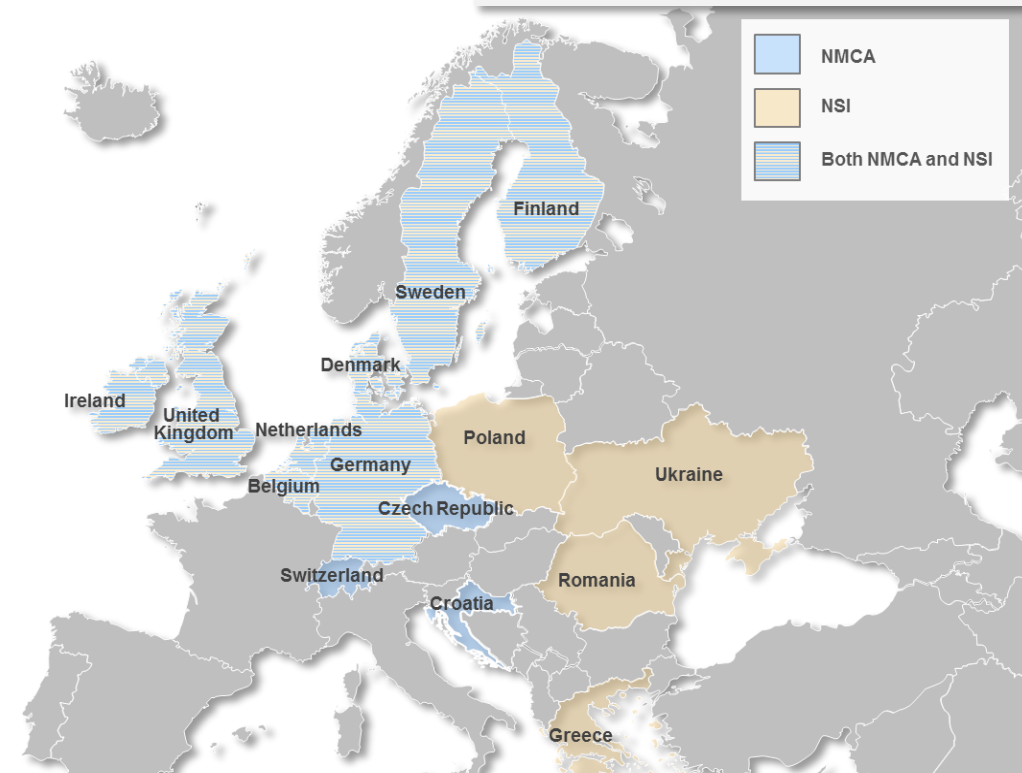 NMCA
NSI
Both NMCA and NSI
Finland
Sweden
Denmark
Ireland
United
Kingdom
Netherlands
Poland
Germany
Ukraine
Belgium
Czech Republic
Switzerland
Romania
Croatia
Greece